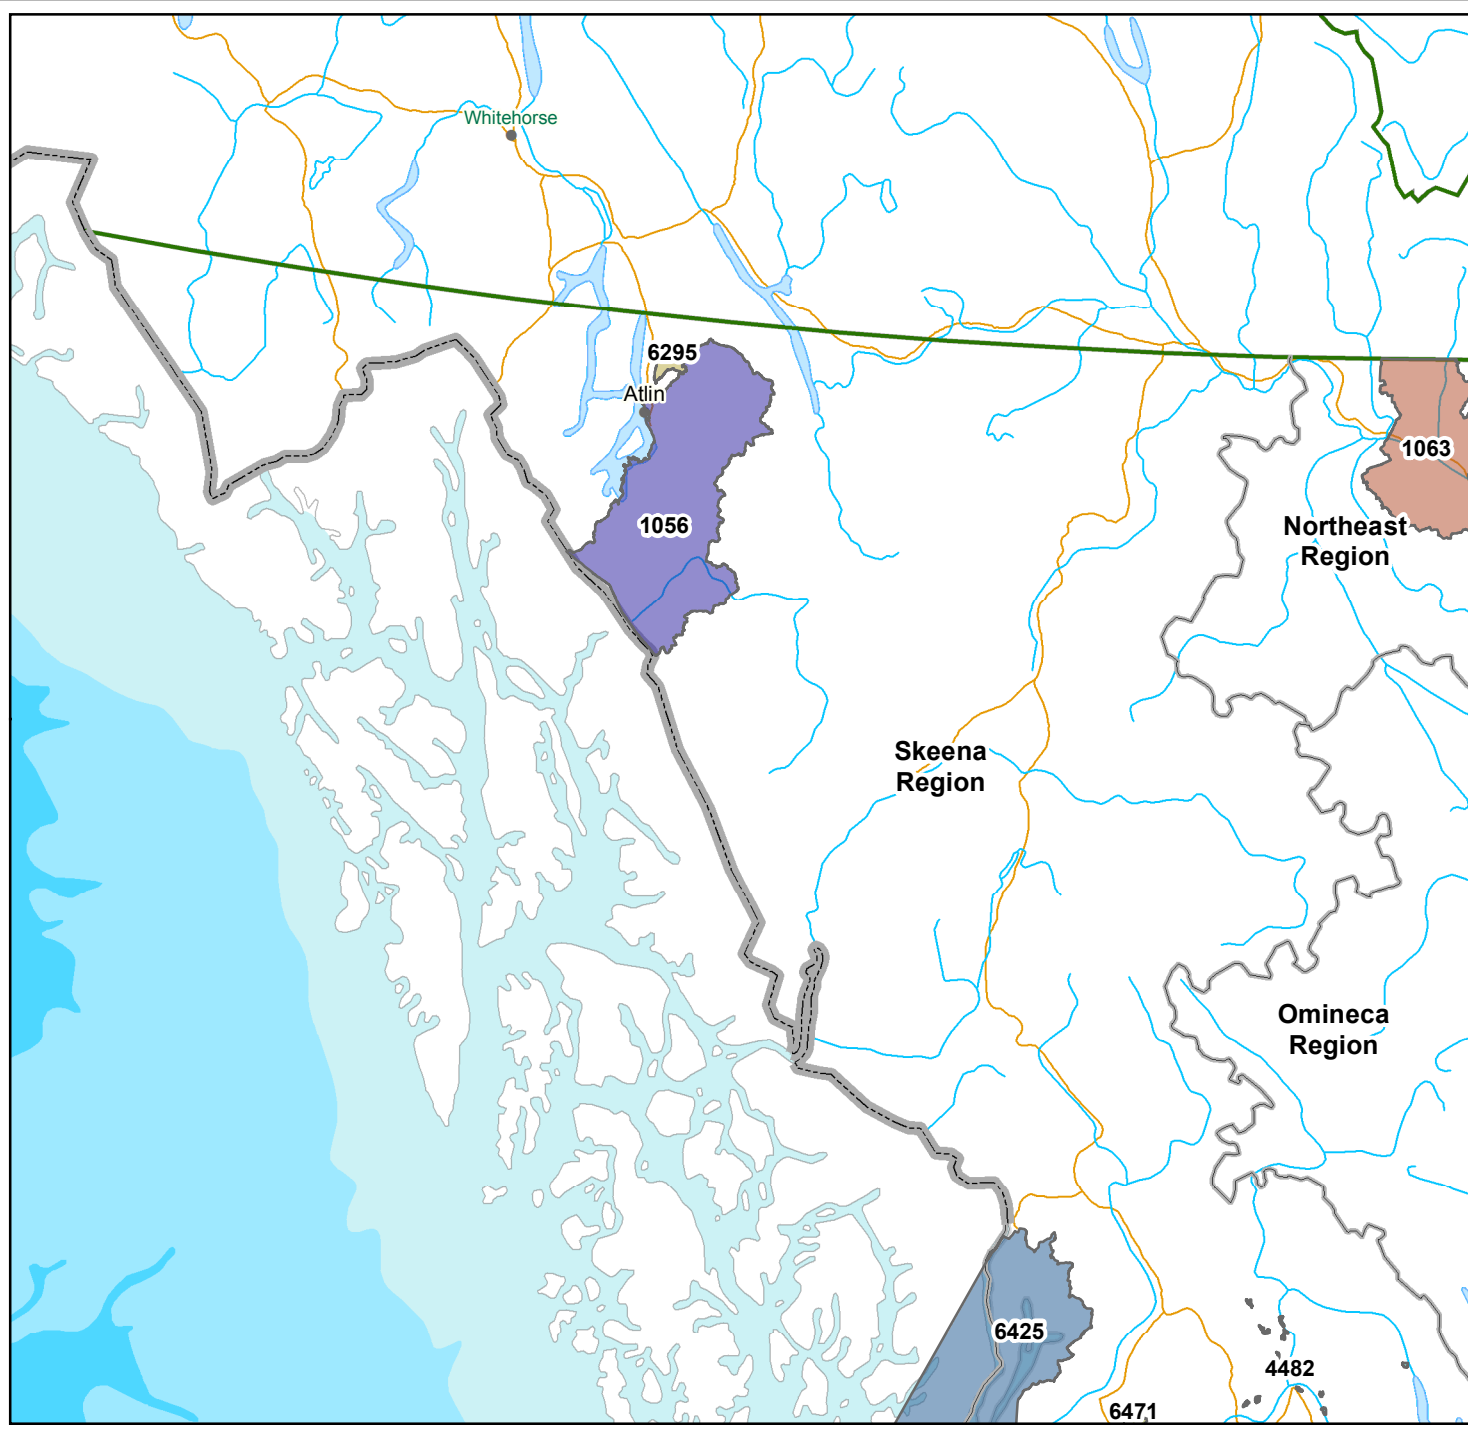 Whitehorse
6295
Atlin
1063
1056
Northeast
Region
Skeena
Region
Omineca
Region
6425
4482
6471